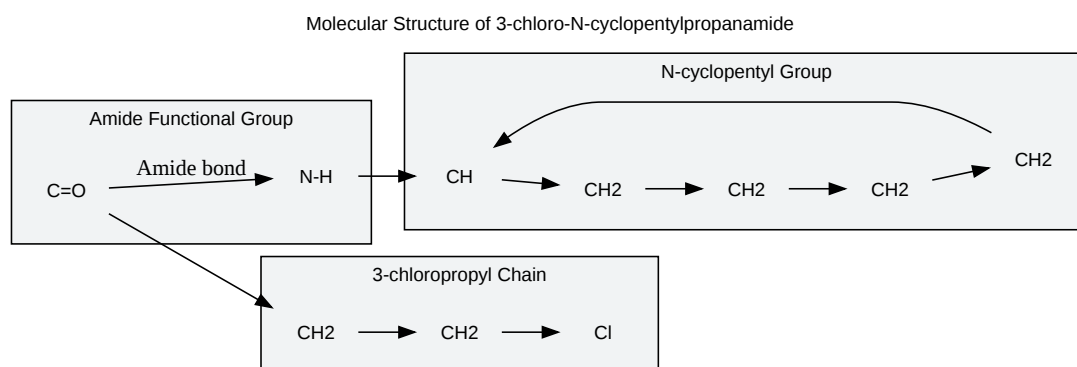 Molecular Structure of 3-chloro-N-cyclopentylpropanamide
N-cyclopentyl Group
Amide Functional Group
C=O
Amide bond
N-H
CH
CH2
CH2
CH2
CH2
3-chloropropyl Chain
CH2
CH2
Cl